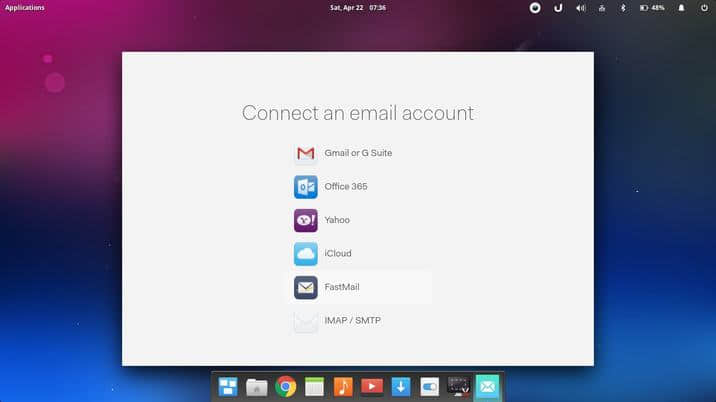 Applications
Sat, Apr 22 07:36
48%
Connect an email account
Gmail or G Suite
Office 365
Yahoo
iCloud
FastMail
IMAP / SMTP